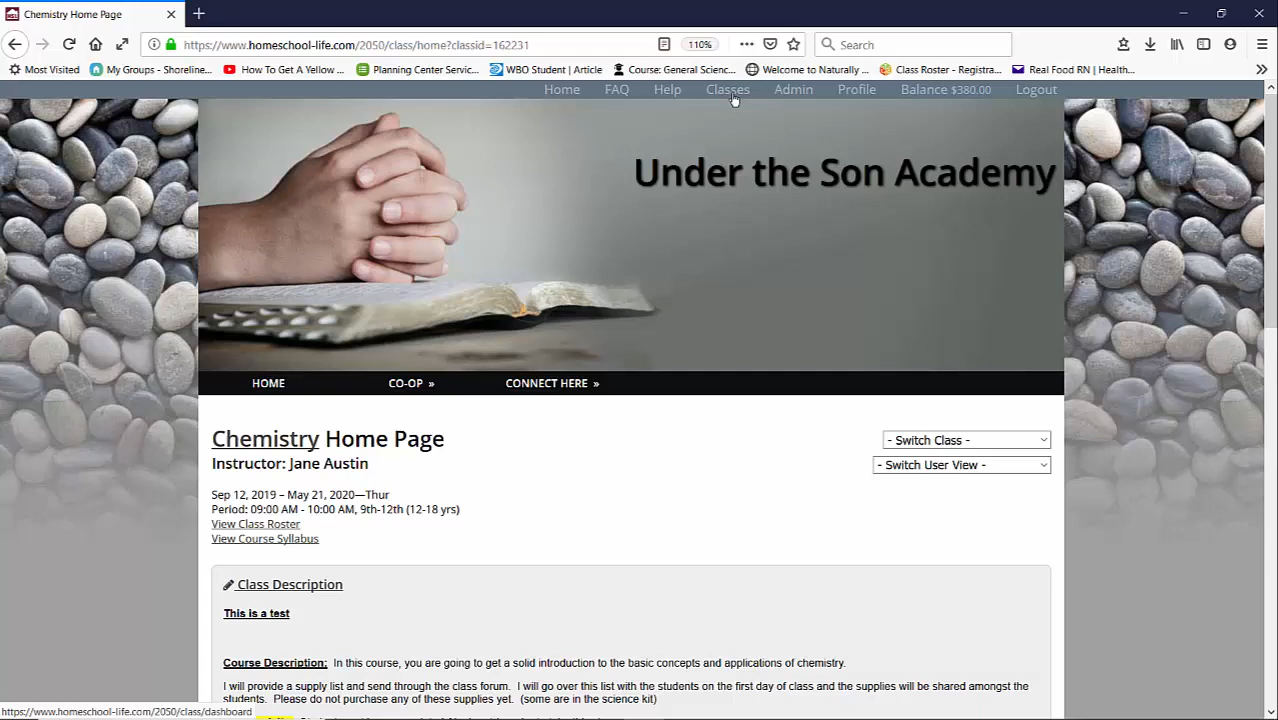 Chemistry Home Page
https://www.homeschool-life.com/2050/class/home?classid=162231
110%
Search
Most Visited
My Groups - Shoreline...
How To Get A Yellow ...
Planning Center Servic...
WBO Student | Article
Course: General Scienc...
Welcome to Naturally ...
Class Roster - Registra...
Real Food RN | Health...
Home
FAQ
Help
Classes
Admin
Profile
Balance $380.00
Logout
Under the Son Academy
HOME
CO-OP »
CONNECT HERE »
Chemistry Home Page
- Switch Class -
Instructor: Jane Austin
- Switch User View -
Sep 12, 2019 – May 21, 2020—Thur
Period: 09:00 AM - 10:00 AM, 9th-12th (12-18 yrs)
View Class Roster
View Course Syllabus
Class Description
This is a test
Course Description: In this course, you are going to get a solid introduction to the basic concepts and applications of chemistry.
I will provide a supply list and send through the class forum. I will go over this list with the students on the first day of class and the supplies will be shared amongst the
students. Please do not purchase any of these supplies yet. (some are in the science kit)
https://www.homeschool-life.com/2050/class/dashboard